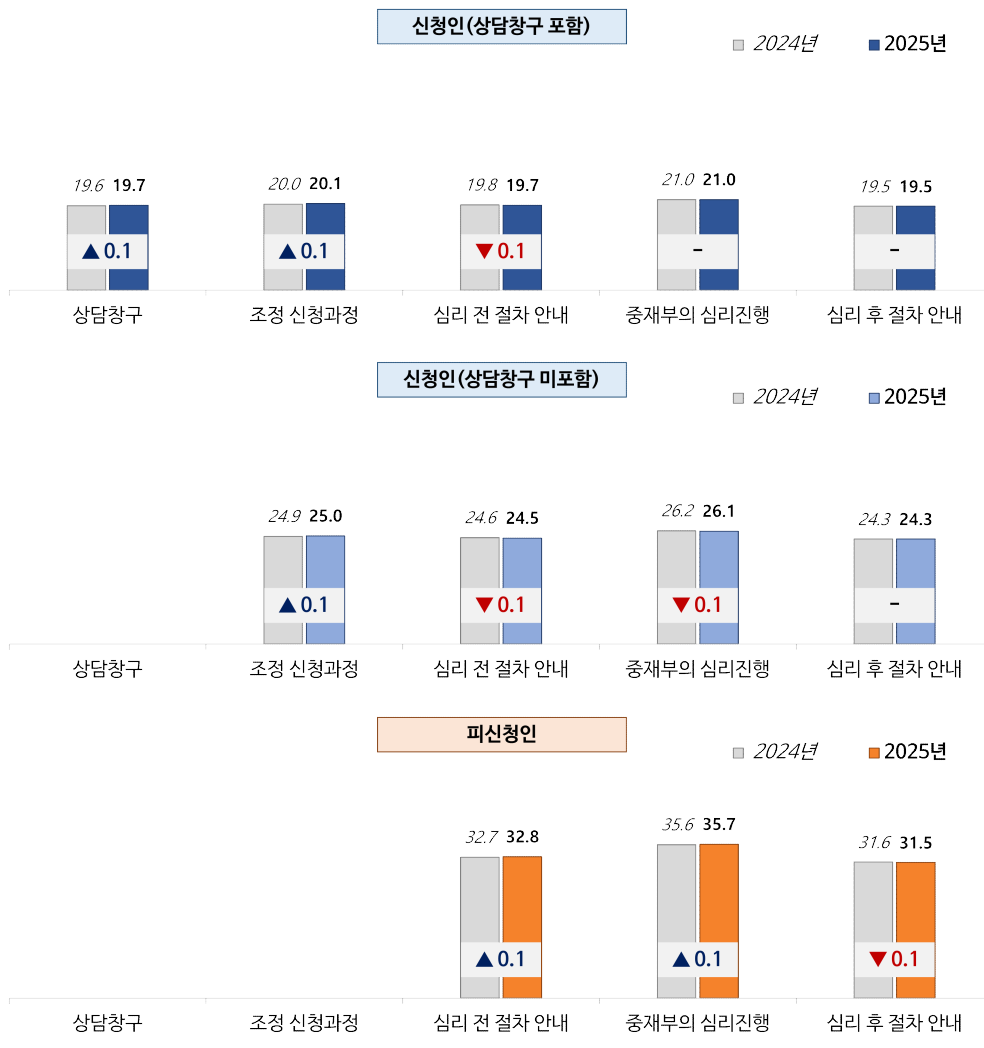 신청인(상담창구 포함)
2024년 2025년
19.6 19.7 20.0 20.1 19.8 19.7 21.0 21.0 19.5 19.5
▲ 0.1 ▲ 0.1 ▼ 0.1 - -
상담창구 조정 신청과정 심리 전 절차 안내 중재부의 심리진행 심리 후 절차 안내
신청인(상담창구 미포함)
2024년 2025년
24.9 25.0 24.6 24.5 26.2 26.1 24.3 24.3
▲ 0.1 ▼ 0.1 ▼ 0.1 -
상담창구 조정 신청과정 심리 전 절차 안내 중재부의 심리진행 심리 후 절차 안내
피신청인
2024년 2025년
32.7 32.8 35.6 35.7 31.6 31.5
▲ 0.1 ▲ 0.1 ▼ 0.1
상담창구 조정 신청과정 심리 전 절차 안내 중재부의 심리진행 심리 후 절차 안내